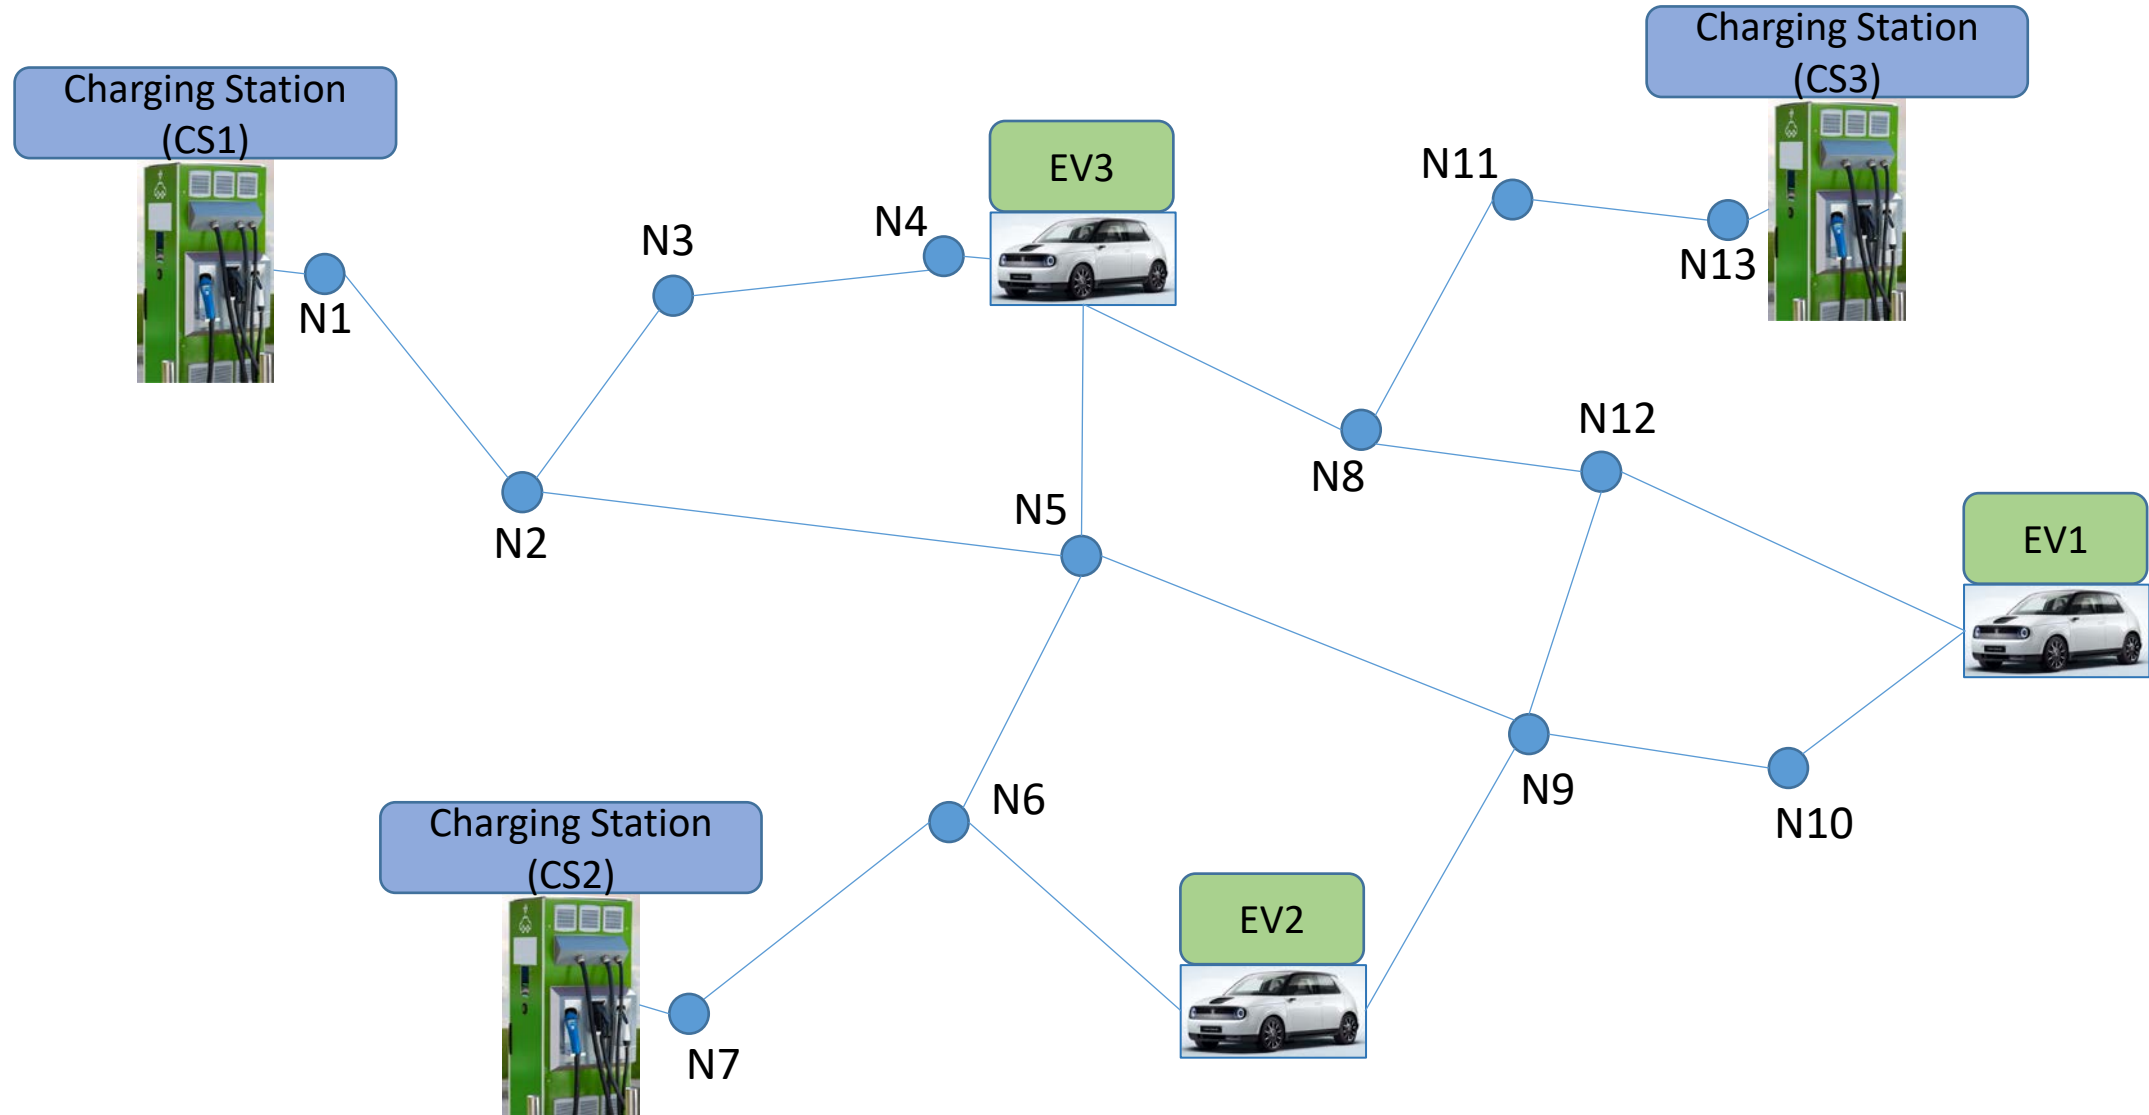 Charging Station
(CS3)
Charging Station
(CS1)
EV3
N11
N4
N3
N13
N1
N12
N8
N5
N2
EV1
N9
N6
N10
Charging Station
(CS2)
EV2
N7